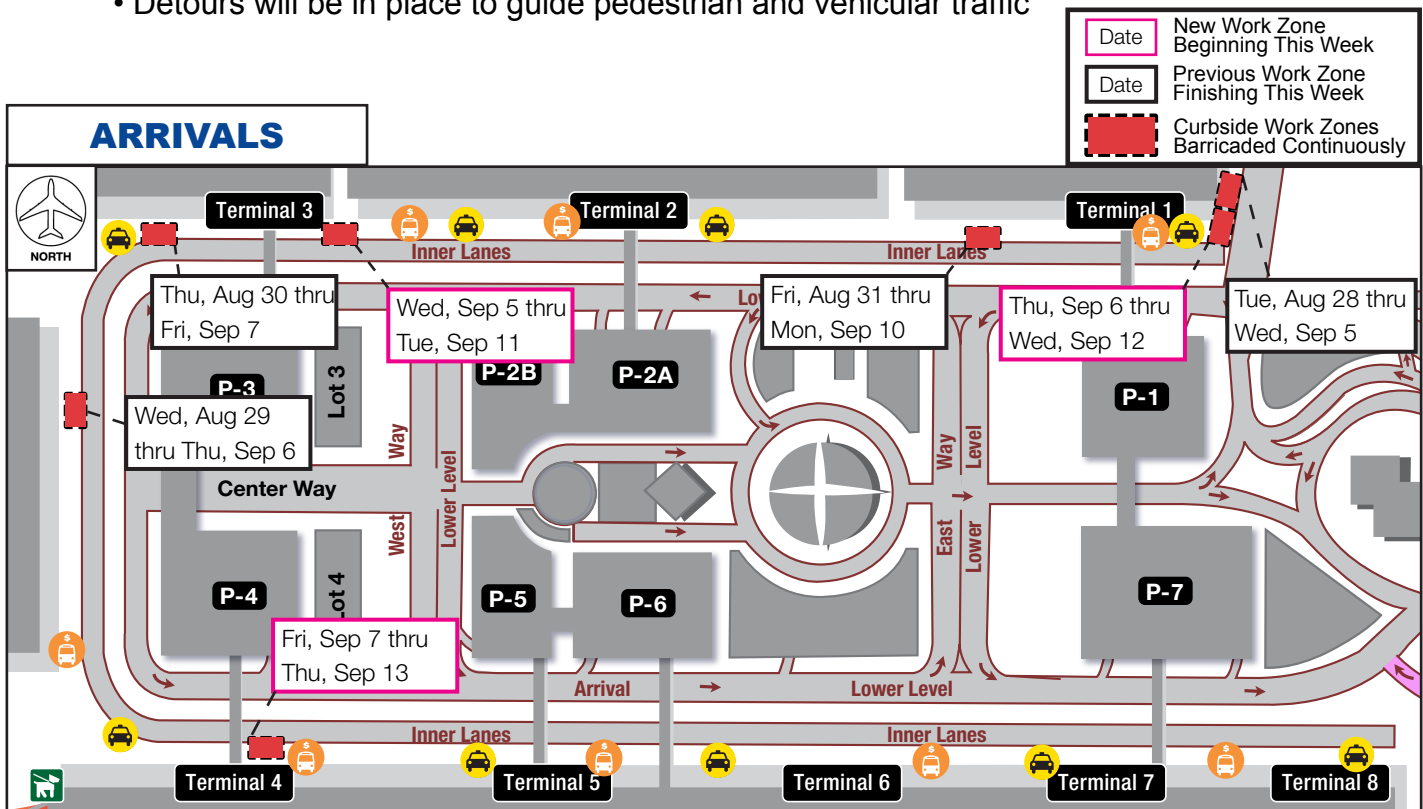 • Detours will be in place to guide pedestrian and vehicular traffic
Date
New Work Zone
Beginning This Week
Date
Previous Work Zone
Finishing This Week
Curbside Work Zones
Barricaded Continuously
ARRIVALS
NORTH
Terminal 3
Terminal 2
Terminal 1
$
$
$
Inner Lanes
Inner Lanes
Thu, Aug 30 thru
Fri, Sep 7
Wed, Sep 5 thru
Tue, Sep 11
Fri, Aug 31 thru
Mon, Sep 10
Thu, Sep 6 thru
Wed, Sep 12
Tue, Aug 28 thru
Wed, Sep 5
P-3
Lot 3
P-2B
P-2A
P-1
Wed, Aug 29
thru Thu, Sep 6
Center Way
West Way
Lower Level
East Way
Lower Level
P-4
Lot 4
P-5
P-6
P-7
Fri, Sep 7 thru
Thu, Sep 13
$
Arrival
Lower Level
Inner Lanes
Inner Lanes
$
$
$
$
Terminal 4
Terminal 5
Terminal 6
Terminal 7
Terminal 8